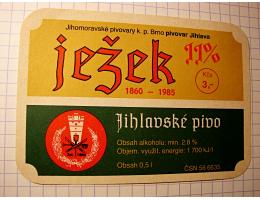 Jihomoravské pivovary k. p. Brno pivovar Jihlava
ježek
11%
Kčs
3,-
1860 – 1985
Jihlavské pivo
Obsah alkoholu: min. 2,8 %
Objem. využit. energie: 1 700 kJ/l
Obsah 0,5 l
ČSN 56 6635